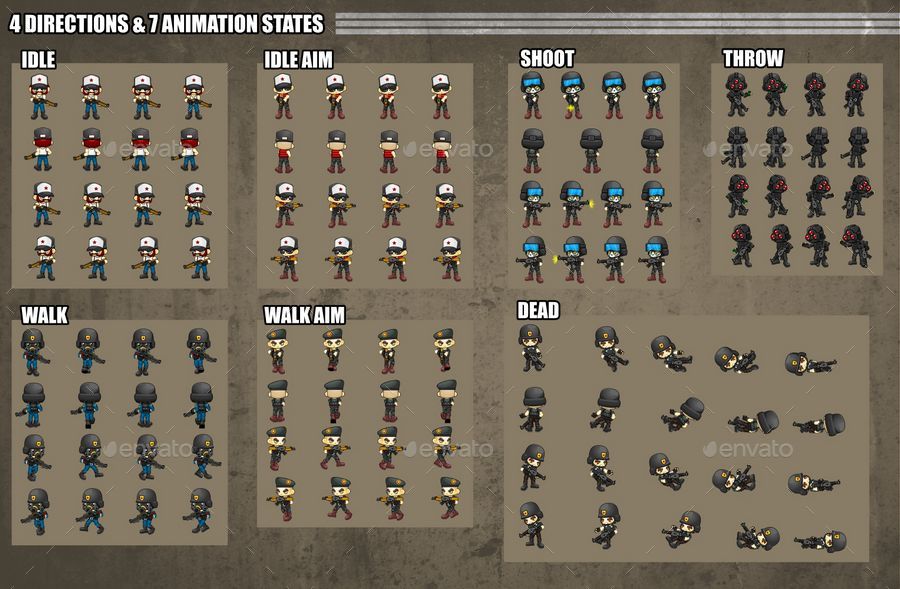 4 DIRECTIONS & 7 ANIMATION STATES
IDLE
IDLE AIM
SHOOT
THROW
envato
envato
envato
envato
WALK
WALK AIM
DEAD
envato
envato
envato